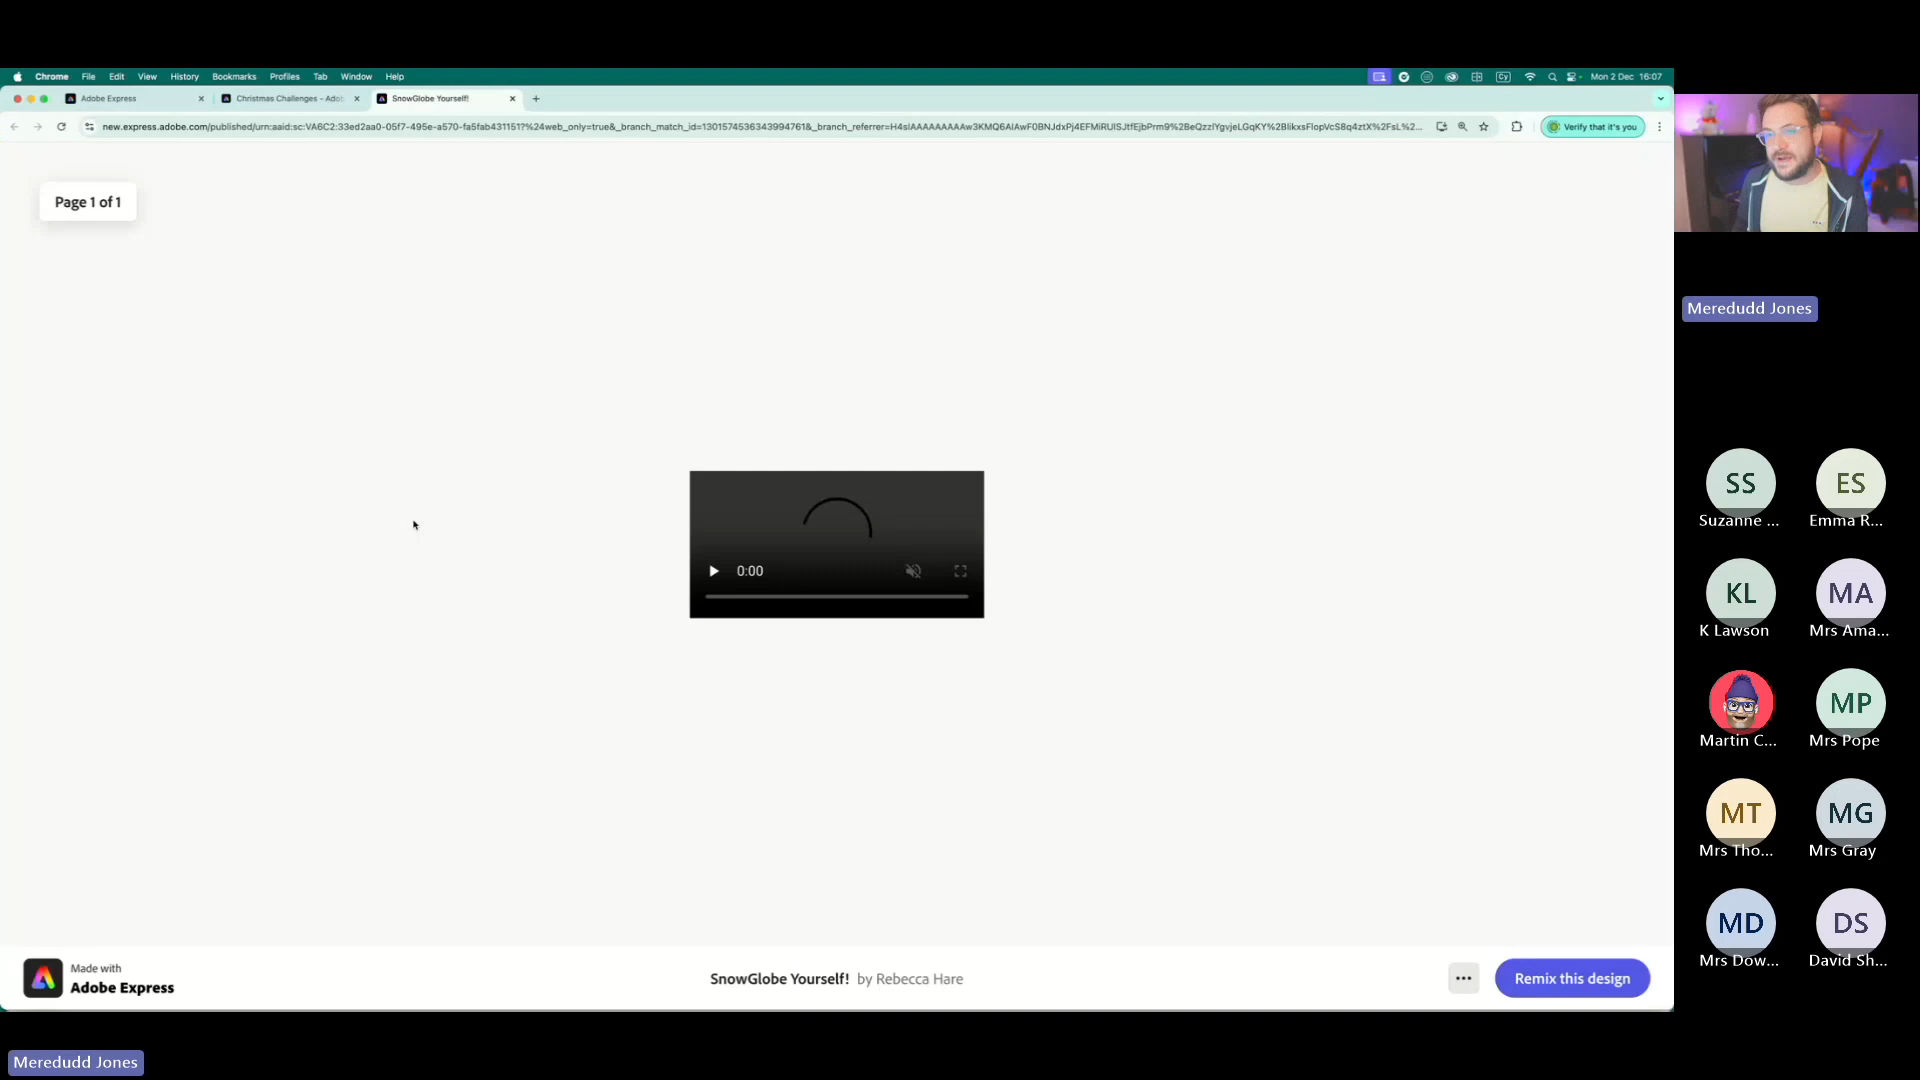 Chrome File Edit View History Bookmarks Profiles Tab Window Help
Cy Mon 2 Dec 16:07
Adobe Express
Christmas Challenges - Adob
SnowGlobe Yourself!
Verify that it's you
Page 1 of 1
0:00
Made with
Adobe Express
SnowGlobe Yourself! by Rebecca Hare
Remix this design
Meredudd Jones
SS ES
Suzanne ... Emma R...
KL MA
K Lawson Mrs Ama...
MP
Martin C... Mrs Pope
MT MG
Mrs Tho... Mrs Gray
MD DS
Mrs Dow... David Sh...
Meredudd Jones